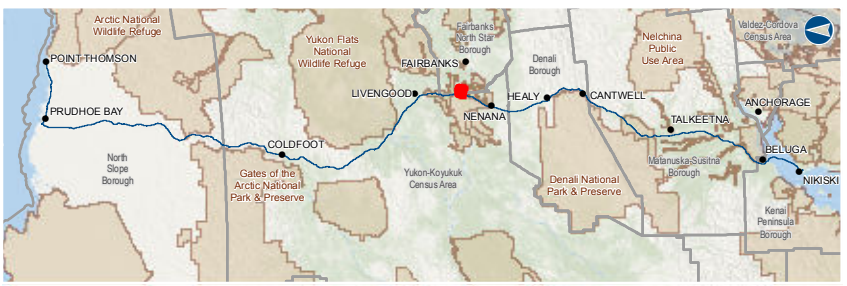 Arctic National
Wildlife Refuge
POINT THOMSON
PRUDHOE BAY
North
Slope
Borough
COLDFOOT
Gates of the
Arctic National
Park & Preserve
Yukon Flats
National
Wildlife Refuge
LIVENGOOD
FAIRBANKS
Fairbanks
North Star
Borough
NENANA
Yukon-Koyukuk
Census Area
Denali
Borough
HEALY
CANTWELL
Denali National
Park & Preserve
Nelchina
Public
Use Area
TALKEETNA
Matanuska-Susitna
Borough
Valdez-Cordova
Census Area
ANCHORAGE
BELUGA
NIKISKI
Kenai
Peninsula
Borough